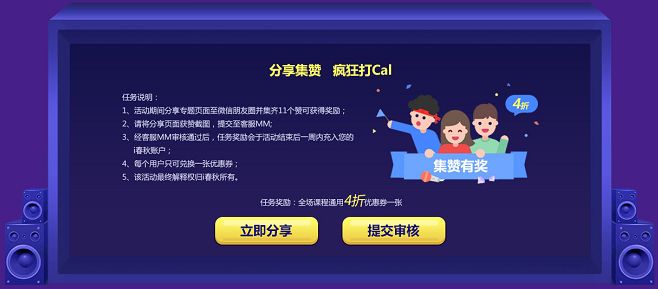 分享集赞 疯狂打Cal
任务说明：
1、活动期间分享专题页面至微信朋友圈并集齐11个赞可获得奖励；
2、请将分享页面获赞截图，提交至客服MM;
3、经客服MM审核通过后，任务奖励会于活动结束后一周内充入您的
i春秋账户；
4、每个用户只可兑换一张优惠券；
5、该活动最终解释权归i春秋所有。
4折
集赞有奖
任务奖励：全场课程通用4折优惠券一张
立即分享
提交审核